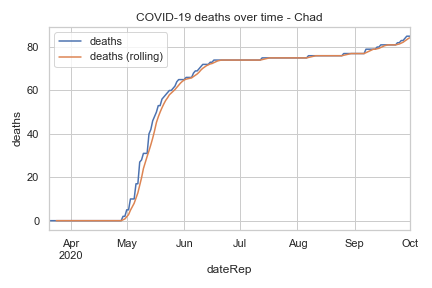 COVID-19 deaths over time - Chad
deaths
deaths (rolling)
80
60
40
20
0
deaths
Apr
2020
May
Jun
Jul
Aug
Sep
Oct
dateRep